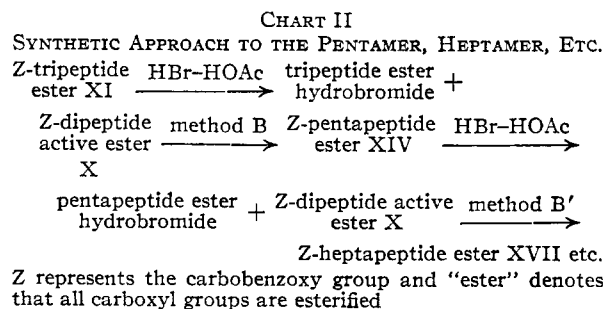 CHART II
SYNTHETIC APPROACH TO THE PENTAMER, HEPTAMER, ETC.
Z-tripeptide ester XI HBr–HOAc tripeptide ester hydrobromide +
Z-dipeptide active ester X method B Z-pentapeptide ester XIV HBr–HOAc
pentapeptide ester hydrobromide + Z-dipeptide active ester X method B′
Z-heptapeptide ester XVII etc.
Z represents the carbobenzoxy group and "ester" denotes
that all carboxyl groups are esterified